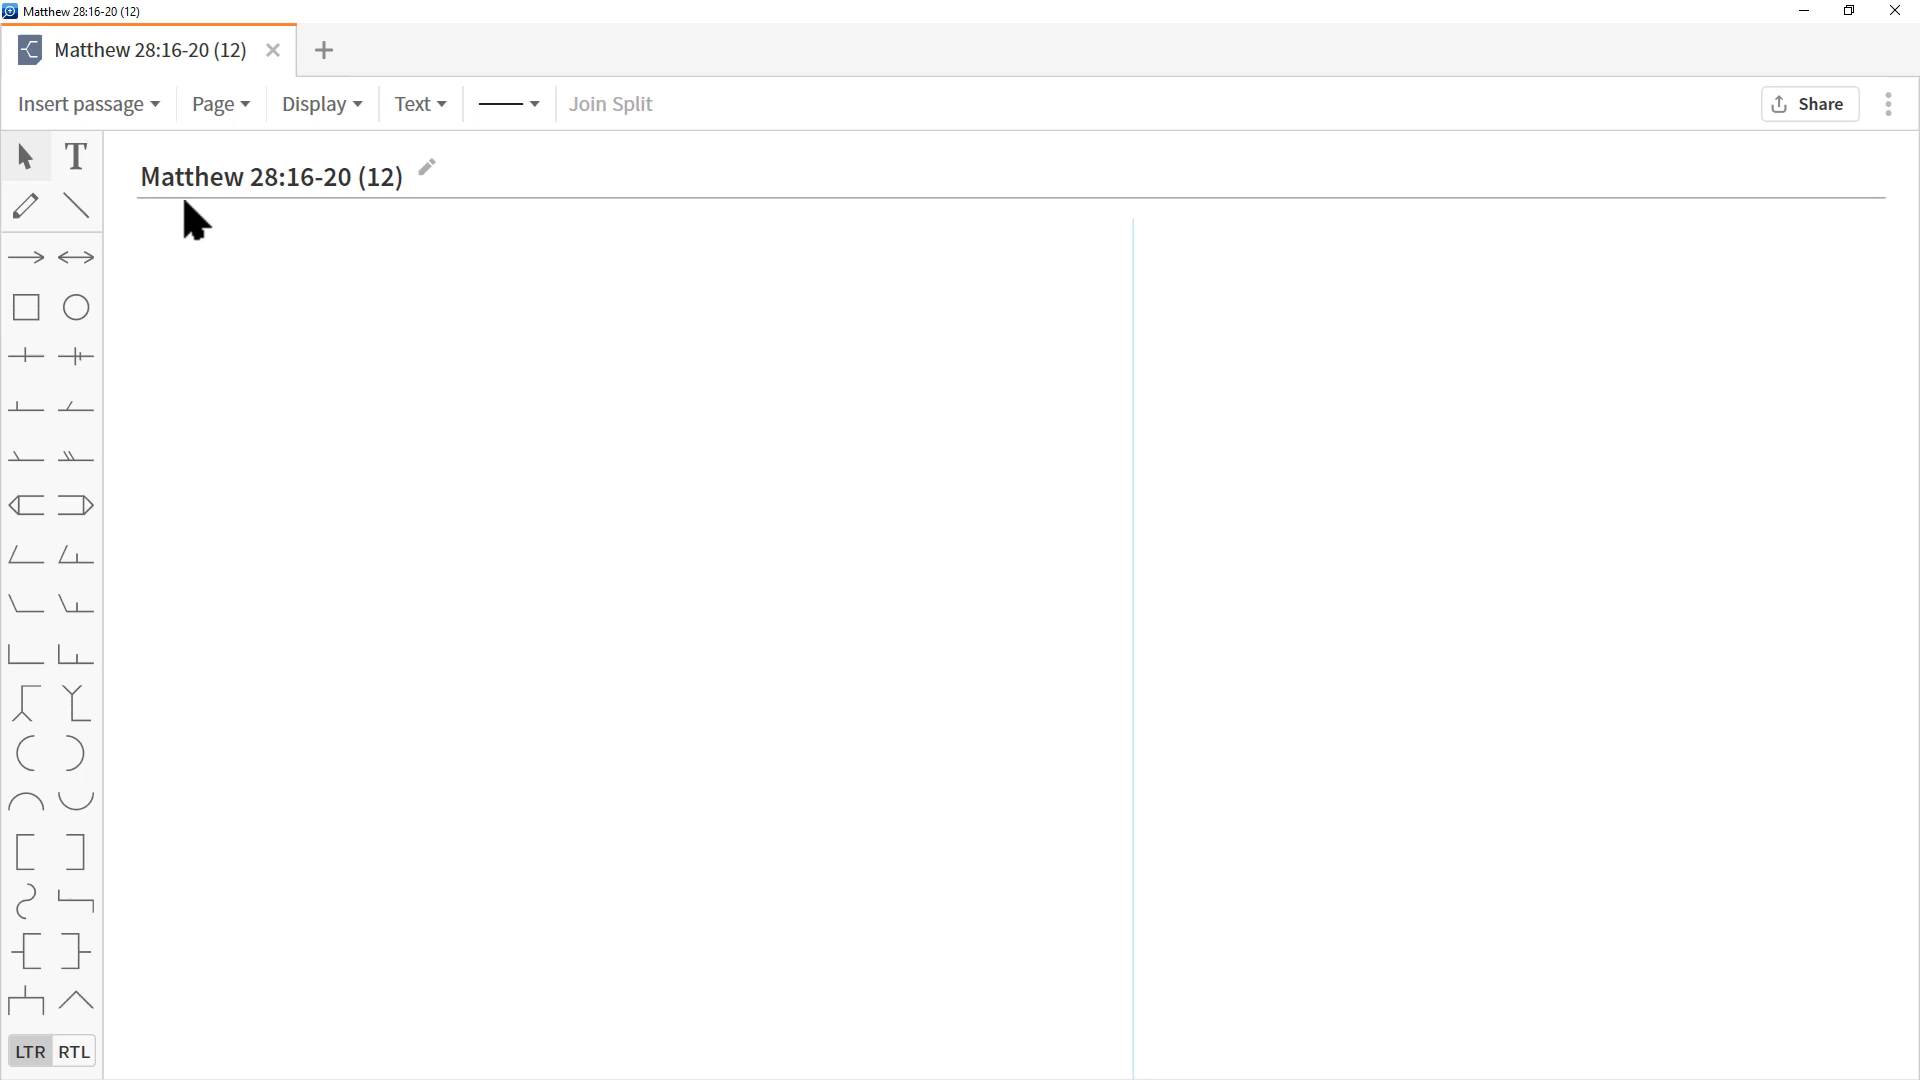 Matthew 28:16-20 (12)
Matthew 28:16-20 (12)
Insert passage Page Display Text Join Split Share
T
Matthew 28:16-20 (12)
LTR RTL